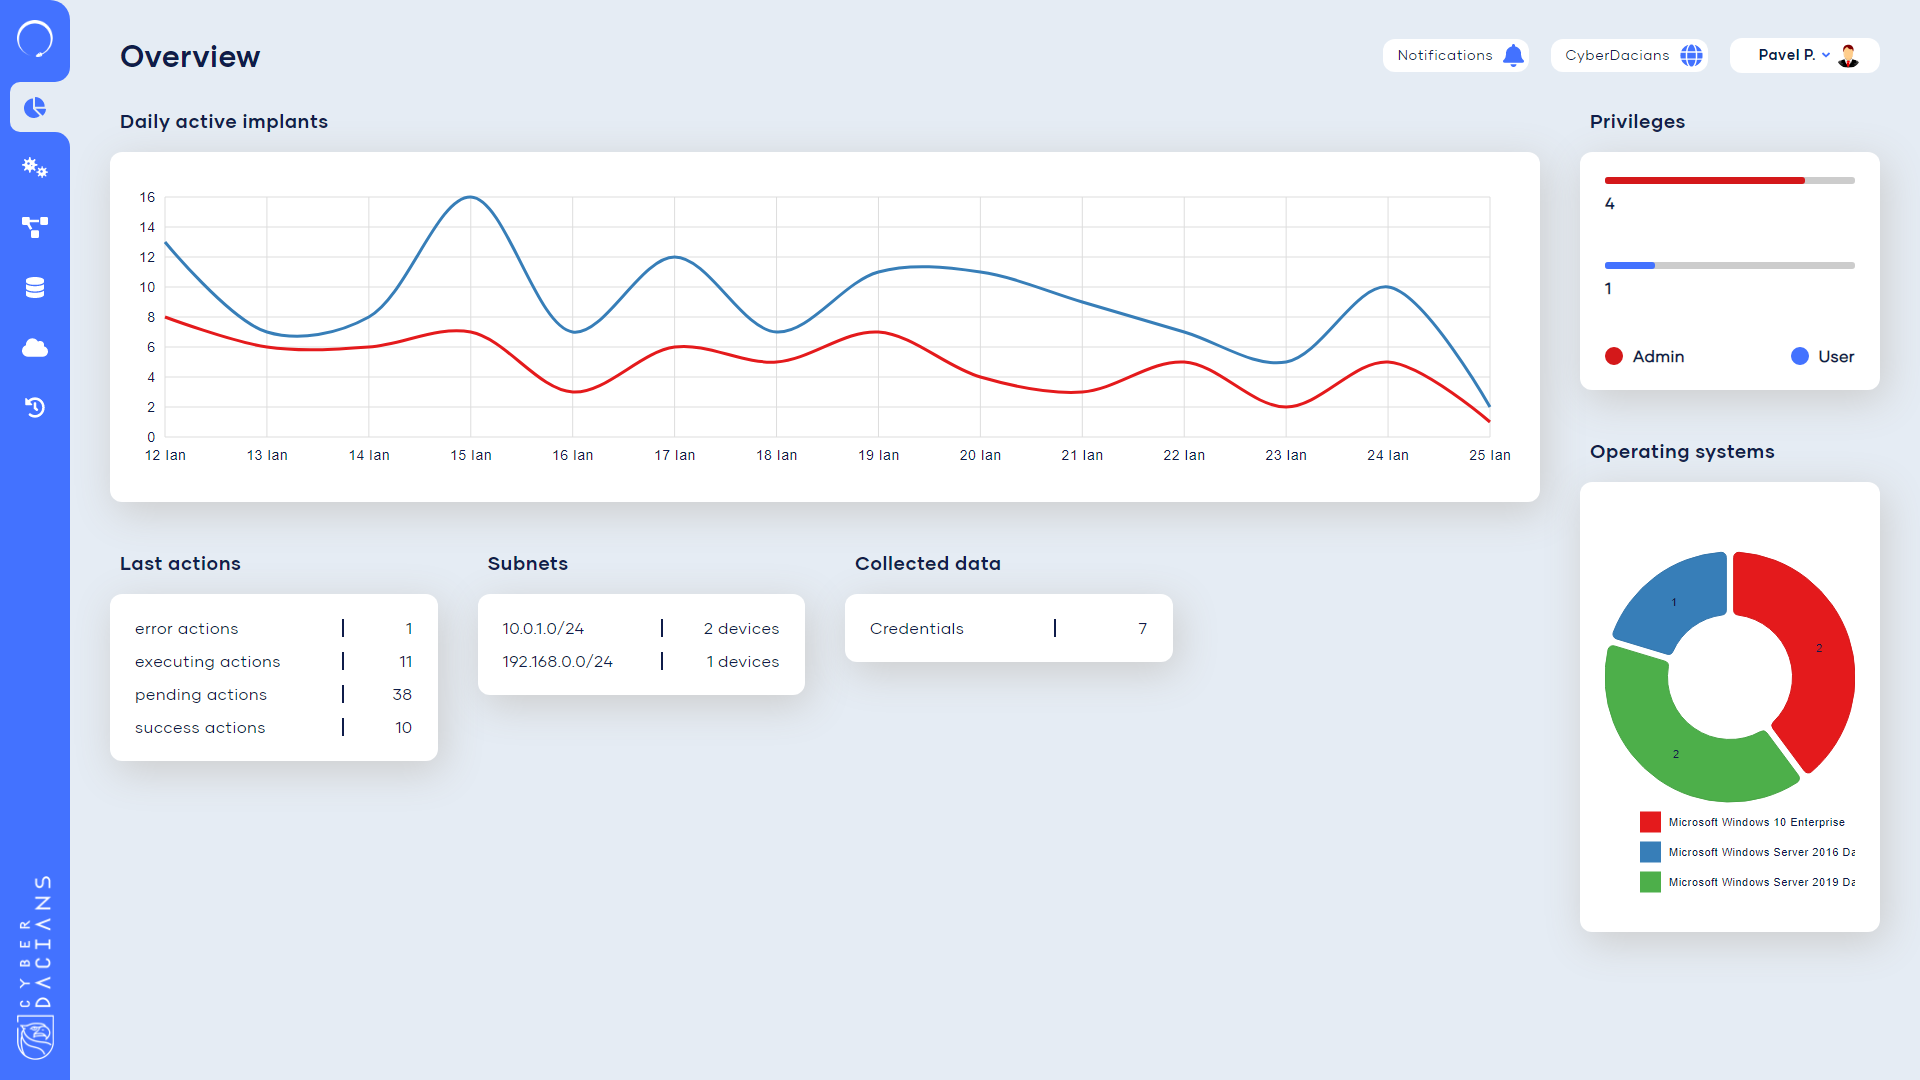 Overview
Notifications
CyberDacians
Pavel P.
Daily active implants
16
14
12
10
8
6
4
2
0
12 Ian 13 Ian 14 Ian 15 Ian 16 Ian 17 Ian 18 Ian 19 Ian 20 Ian 21 Ian 22 Ian 23 Ian 24 Ian 25 Ian
Privileges
4
1
Admin User
Operating systems
1
2
2
Microsoft Windows 10 Enterprise
Microsoft Windows Server 2016 Da
Microsoft Windows Server 2019 Da
Last actions
error actions 1
executing actions 11
pending actions 38
success actions 10
Subnets
10.0.1.0/24 2 devices
192.168.0.0/24 1 devices
Collected data
Credentials 7
CYBER
DACIANS